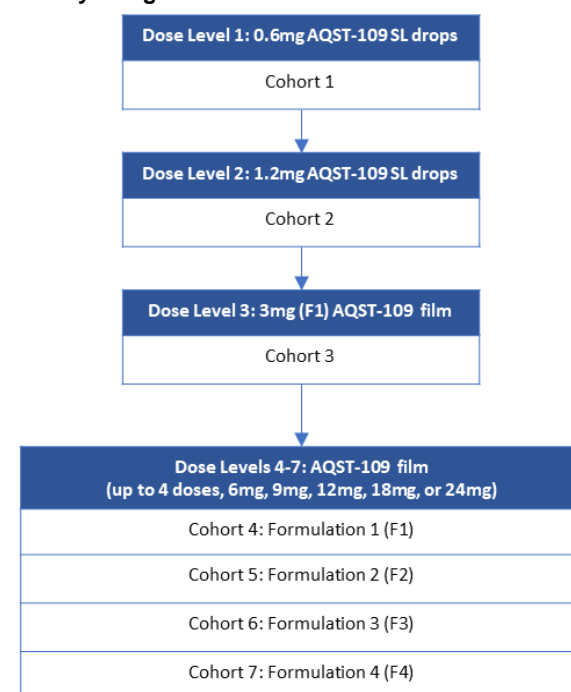 Dose Level 1: 0.6mg AQST-109 SL drops
Cohort 1
Dose Level 2: 1.2mg AQST-109 SL drops
Cohort 2
Dose Level 3: 3mg (F1) AQST-109 film
Cohort 3
Dose Levels 4-7: AQST-109 film
(up to 4 doses, 6mg, 9mg, 12mg, 18mg, or 24mg)
Cohort 4: Formulation 1 (F1)
Cohort 5: Formulation 2 (F2)
Cohort 6: Formulation 3 (F3)
Cohort 7: Formulation 4 (F4)